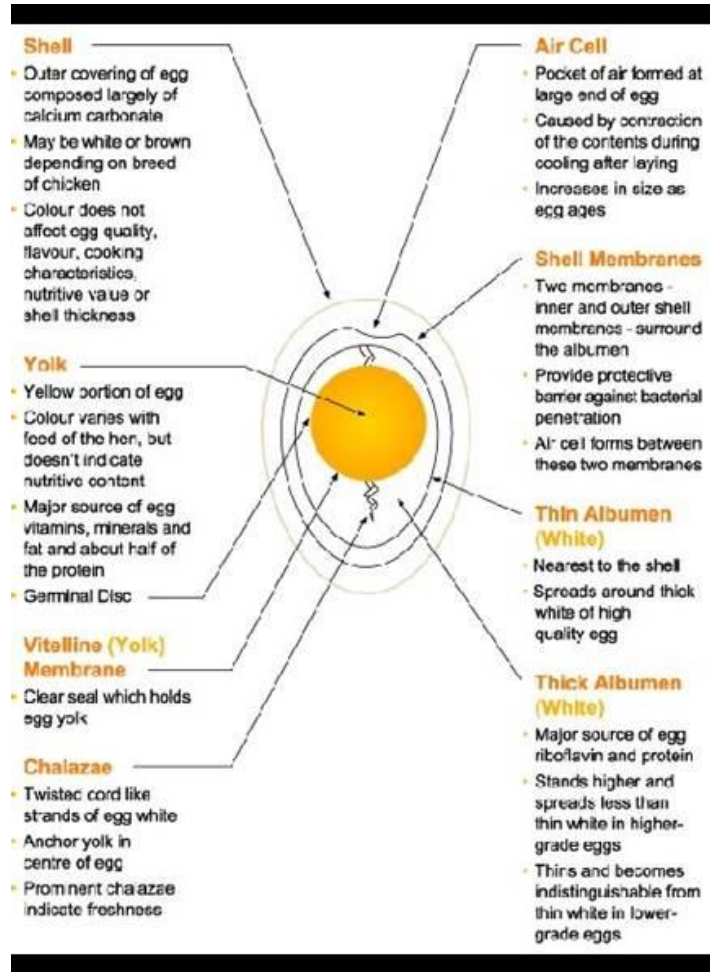 Shell
Outer covering of egg
composed largely of
calcium carbonate
May be white or brown
depending on breed
of chicken
Colour does not
affect egg quality,
flavour, cooking
characteristics,
nutritive value or
shell thickness
Yolk
Yellow portion of egg
Colour varies with
feed of the hen, but
doesn't indicate
nutritive content
Major source of egg
vitamins, minerals and
fat and about half of
the protein
Germinal Disc
Vitelline (Yolk)
Membrane
Clear seal which holds
egg yolk
Chalazae
Twisted cord like
strands of egg white
Anchor yolk in
centre of egg
Prominent chalazae
indicate freshness
Air Cell
Pocket of air formed at
large end of egg
Caused by contraction
of the contents during
cooling after laying
Increases in size as
egg ages
Shell Membranes
Two membranes -
inner and outer shell
membranes - surround
the albumen
Provide protective
barrier against bacterial
penetration
Air cell forms between
these two membranes
Thin Albumen
(White)
Nearest to the shell
Spreads around thick
white of high
quality egg
Thick Albumen
(White)
Major source of egg
riboflavin and protein
Stands higher and
spreads less than
thin white in higher-
grade eggs
Thins and becomes
indistinguishable from
thin white in lower-
grade eggs